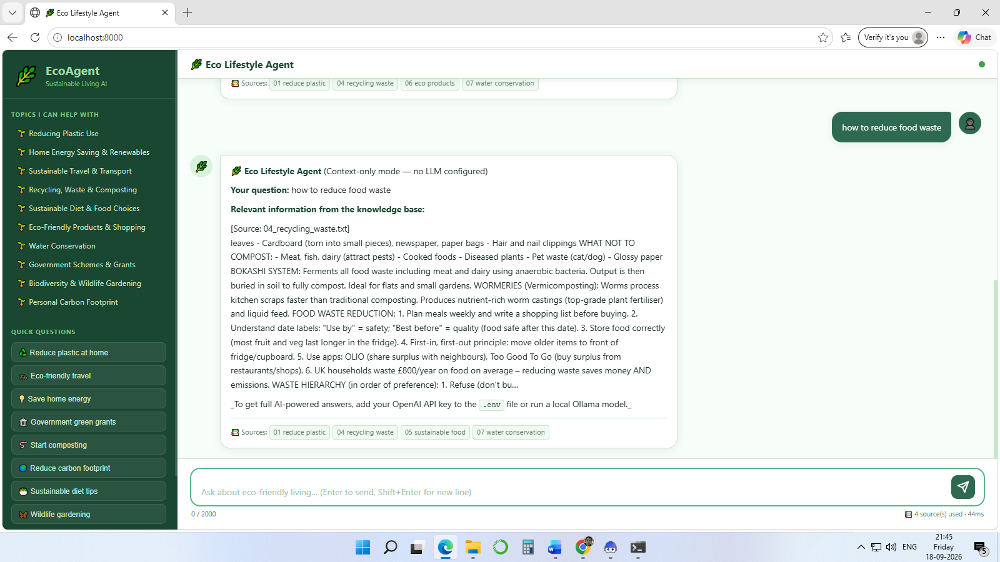 Eco Lifestyle Agent
localhost:8000
Verify it's you
Chat
EcoAgent
Sustainable Living AI
TOPICS I CAN HELP WITH
Reducing Plastic Use
Home Energy Saving & Renewables
Sustainable Travel & Transport
Recycling, Waste & Composting
Sustainable Diet & Food Choices
Eco-Friendly Products & Shopping
Water Conservation
Government Schemes & Grants
Biodiversity & Wildlife Gardening
Personal Carbon Footprint
QUICK QUESTIONS
Reduce plastic at home
Eco-friendly travel
Save home energy
Government green grants
Start composting
Reduce carbon footprint
Sustainable diet tips
Wildlife gardening
Eco Lifestyle Agent
Sources: 01 reduce plastic 04 recycling waste 06 eco products 07 water conservation
how to reduce food waste
Eco Lifestyle Agent (Context-only mode — no LLM configured)
Your question: how to reduce food waste
Relevant information from the knowledge base:
[Source: 04_recycling_waste.txt]
leaves - Cardboard (torn into small pieces), newspaper, paper bags - Hair and nail clippings WHAT NOT TO
COMPOST: - Meat, fish, dairy (attract pests) - Cooked foods - Diseased plants - Pet waste (cat/dog) - Glossy paper
BOKASHI SYSTEM: Ferments all food waste including meat and dairy using anaerobic bacteria. Output is then
buried in soil to fully compost. Ideal for flats and small gardens. WORMERIES (Vermicomposting): Worms process
kitchen scraps faster than traditional composting. Produces nutrient-rich worm castings (top-grade plant fertiliser)
and liquid feed. FOOD WASTE REDUCTION: 1. Plan meals weekly and write a shopping list before buying. 2.
Understand date labels: "Use by" = safety; "Best before" = quality (food safe after this date). 3. Store food correctly
(most fruit and veg last longer in the fridge). 4. First-in, first-out principle: move older items to front of
fridge/cupboard. 5. Use apps: OLIO (share surplus with neighbours), Too Good To Go (buy surplus from
restaurants/shops). 6. UK households waste £800/year on food on average – reducing waste saves money AND
emissions. WASTE HIERARCHY (in order of preference): 1. Refuse (don't bu...
_To get full AI-powered answers, add your OpenAI API key to the .env file or run a local Ollama model._
Sources: 01 reduce plastic 04 recycling waste 05 sustainable food 07 water conservation
Ask about eco-friendly living... (Enter to send, Shift+Enter for new line)
0 / 2000
4 source(s) used · 44ms
ENG
21:45
Friday
18-09-2026
5